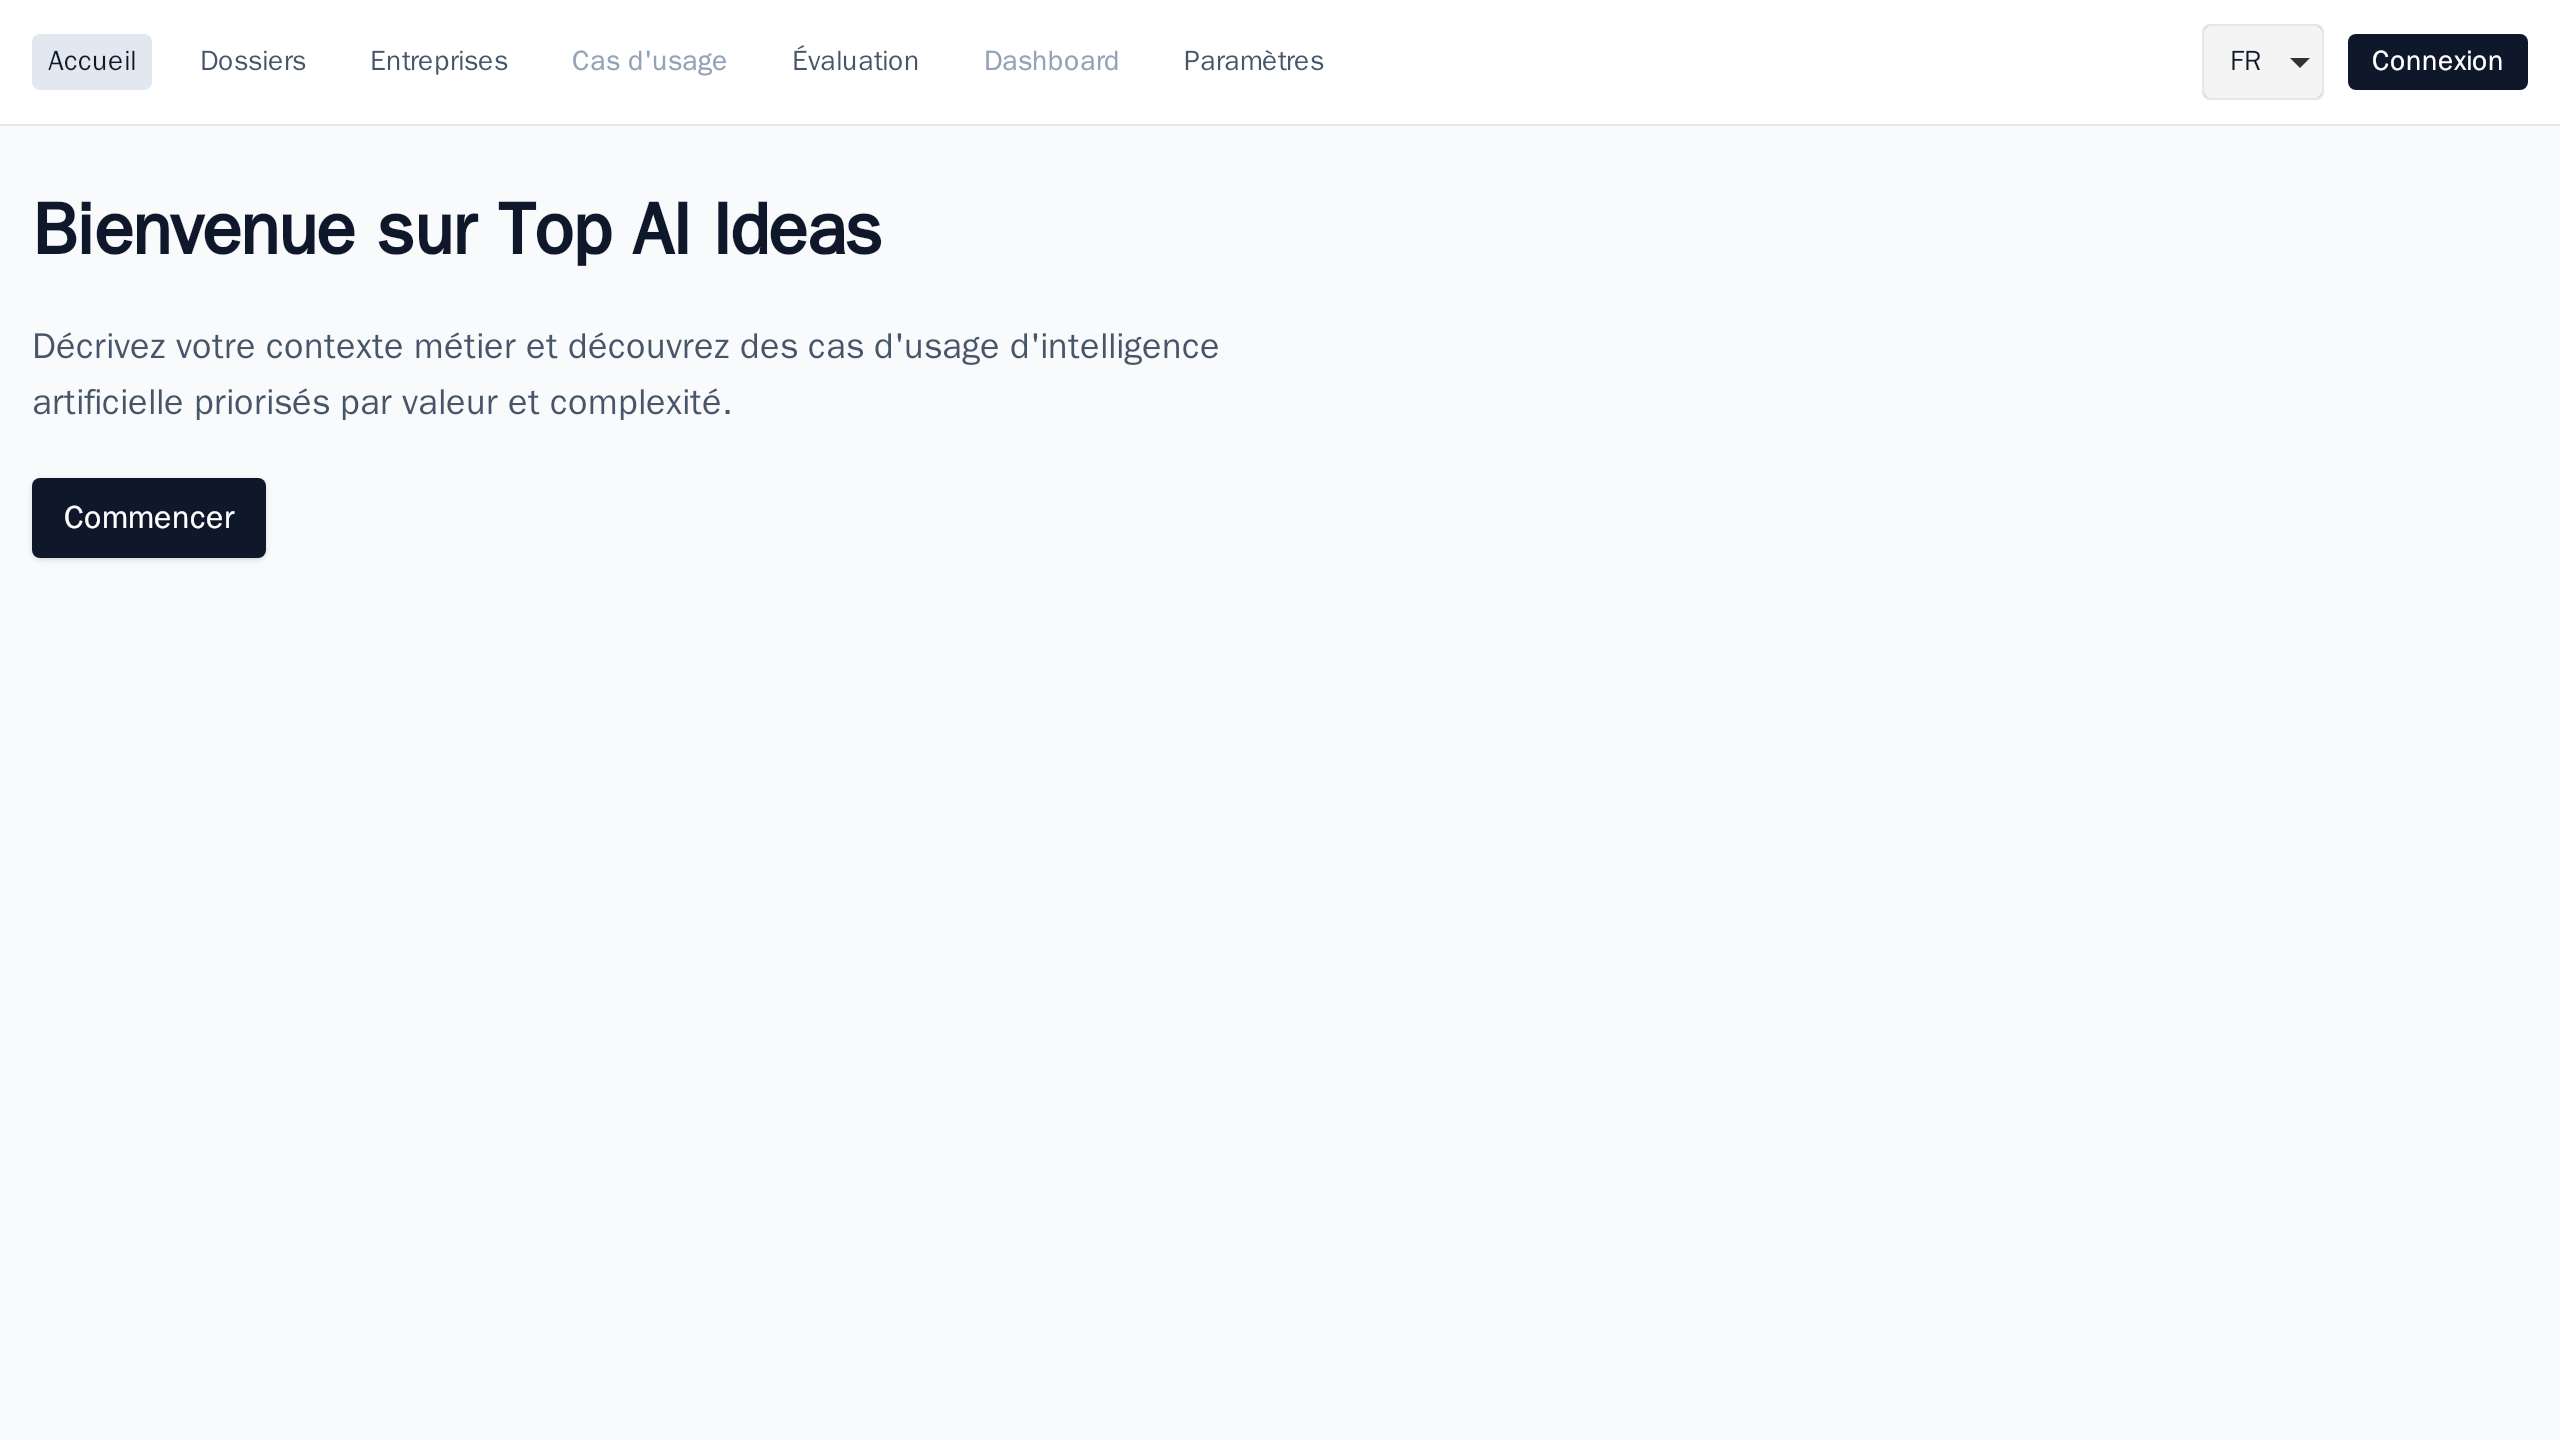 Accueil Dossiers Entreprises Cas d'usage Évaluation Dashboard Paramètres FR Connexion
Bienvenue sur Top AI Ideas
Décrivez votre contexte métier et découvrez des cas d'usage d'intelligence
artificielle priorisés par valeur et complexité.
Commencer